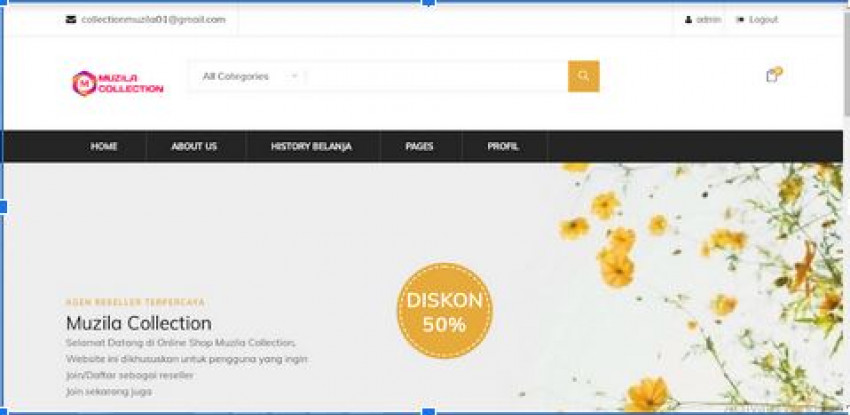 collectionmuzila01@gmail.com
admin
Logout
M MUZILA
COLLECTION
All Categories
HOME
ABOUT US
HISTORY BELANJA
PAGES
PROFIL
AGEN RESELLER TERPERCAYA
Muzila Collection
Selamat Datang di Online Shop Muzila Collection,
Website ini dikhususkan untuk pengguna yang ingin
Join/Daftar sebagai reseller
Join sekarang juga
DISKON
50%